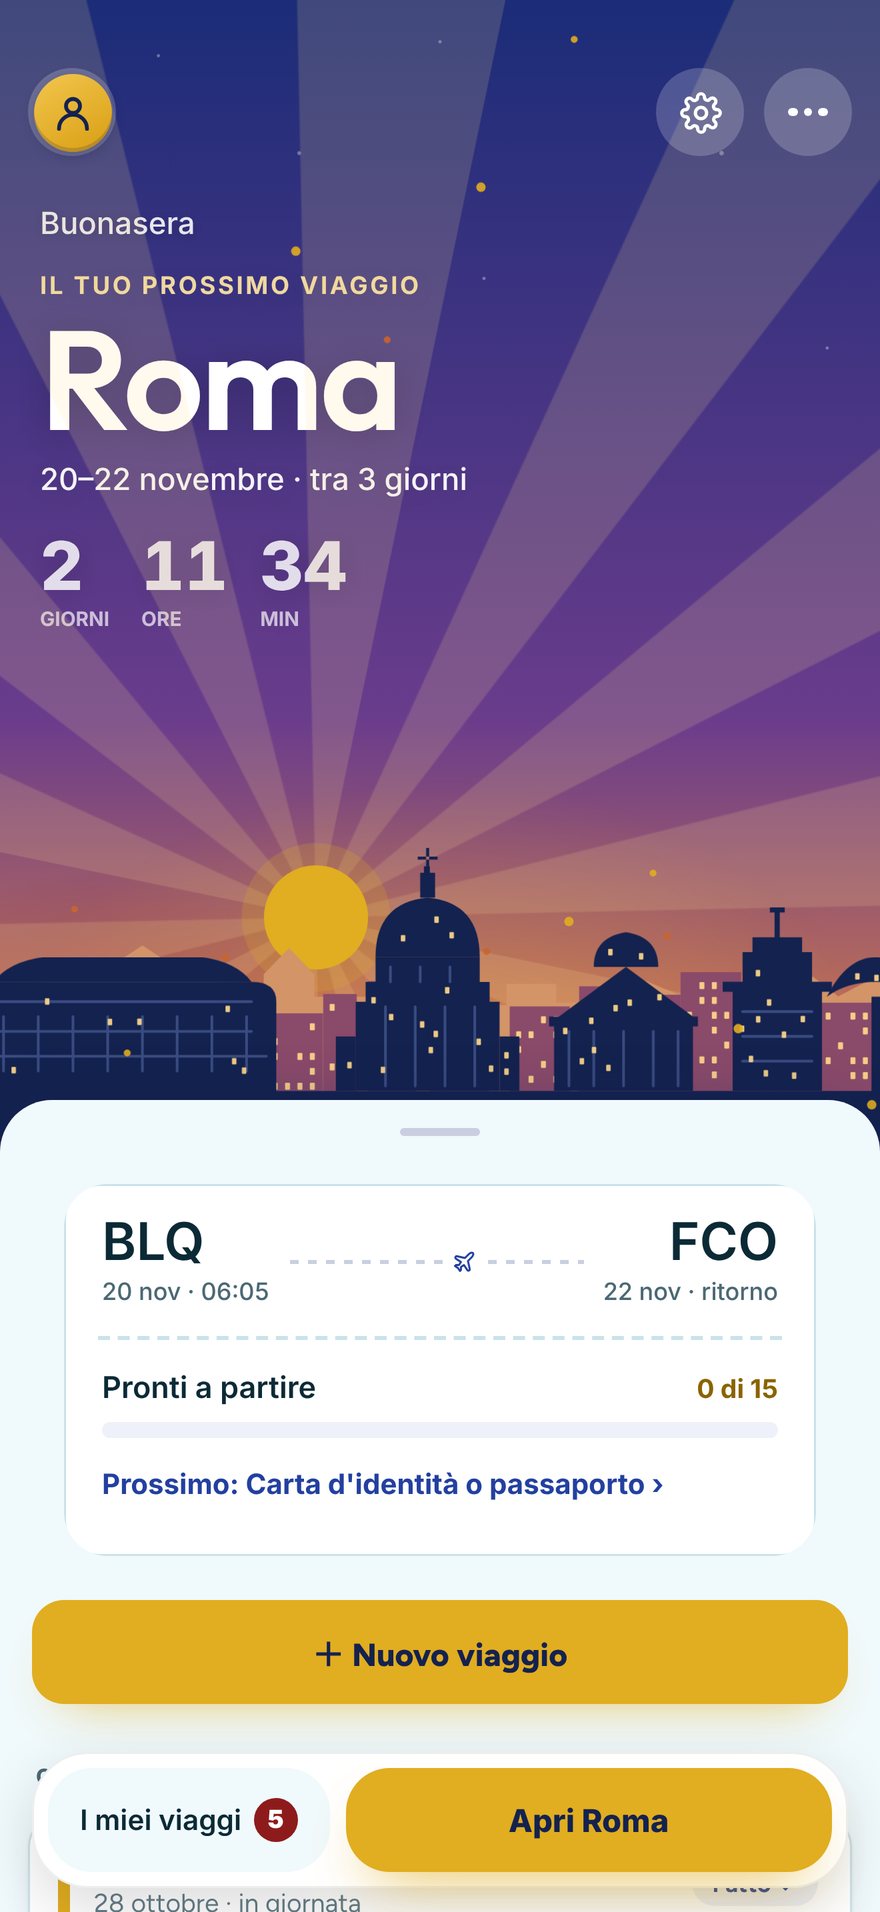 Buonasera
IL TUO PROSSIMO VIAGGIO
Roma
20–22 novembre · tra 3 giorni
2 11 34
GIORNI ORE MIN
BLQ FCO
20 nov · 06:05 22 nov · ritorno
Pronti a partire 0 di 15
Prossimo: Carta d'identità o passaporto ›
+ Nuovo viaggio
I miei viaggi 5 Apri Roma
28 ottobre · in giornata